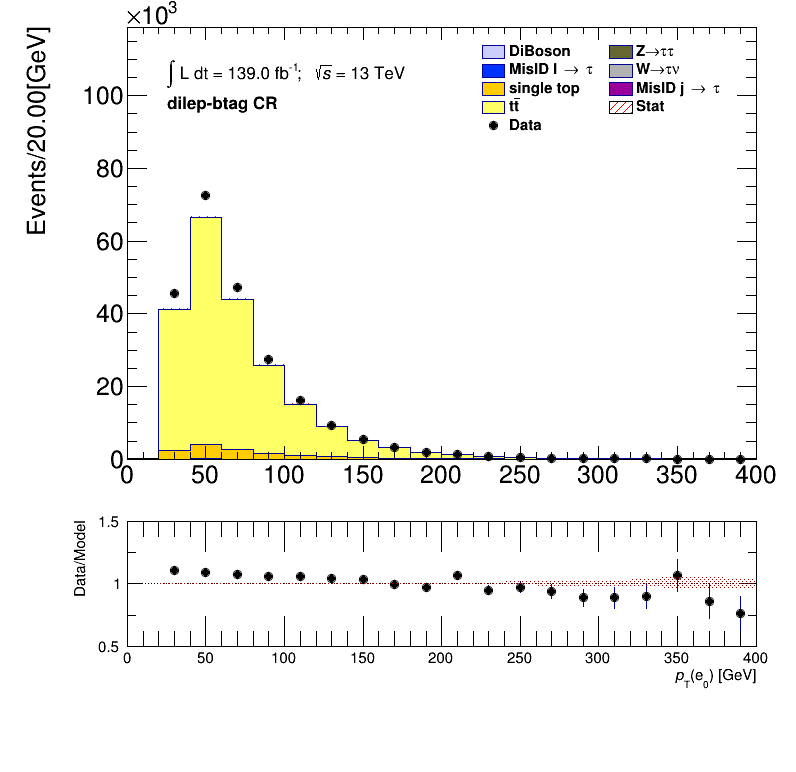 ×10³
Events/20.00[GeV]
∫ L dt = 139.0 fb⁻¹; √s = 13 TeV
dilep-btag CR
DiBoson
MisID l → τ
single top
tt̄
Data
Z→ττ
W→τν
MisID j → τ
Stat
100
80
60
40
20
0
0 50 100 150 200 250 300 350 400
Data/Model
1.5
1
0.5
0 50 100 150 200 250 300 350 400
p_T(e_0) [GeV]